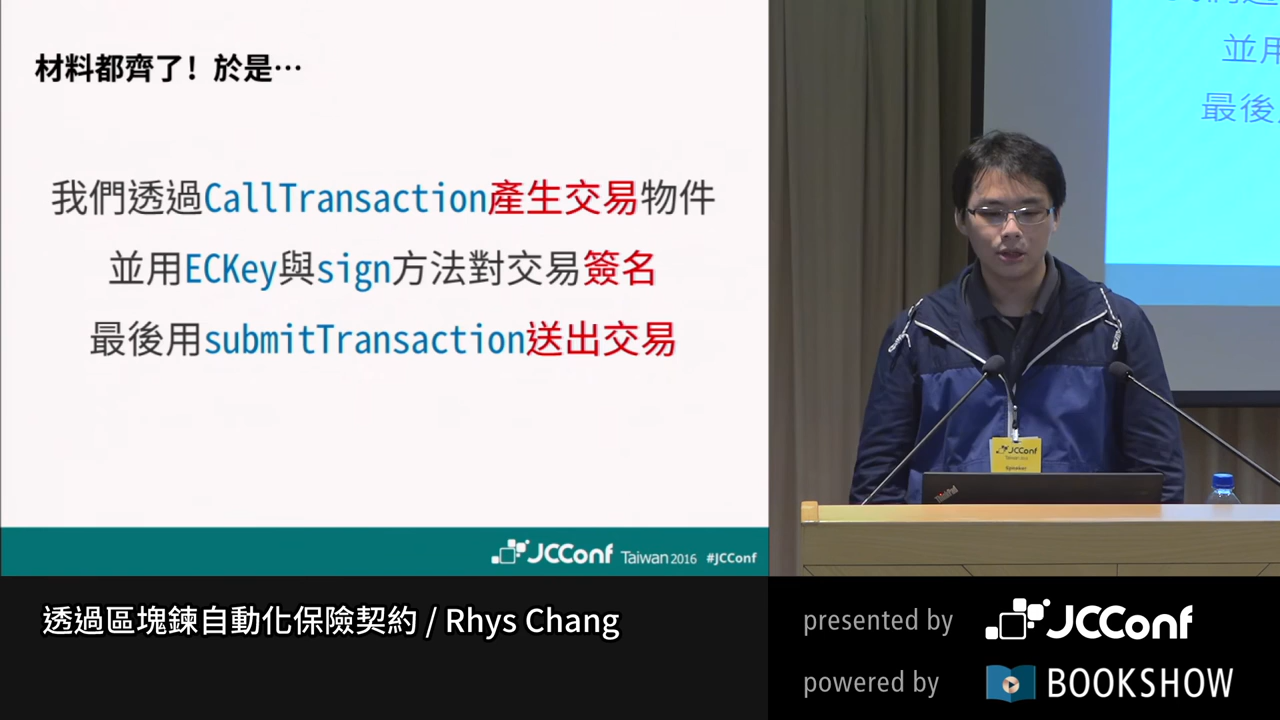 材料都齊了！於是…
我們透過CallTransaction產生交易物件
並用ECKey與sign方法對交易簽名
最後用submitTransaction送出交易
JCConf Taiwan 2016 #JCConf
並用
最後
JCConf
Speaker
ThinkPad
透過區塊鍊自動化保險契約 / Rhys Chang
presented by JCConf
powered by BOOKSHOW